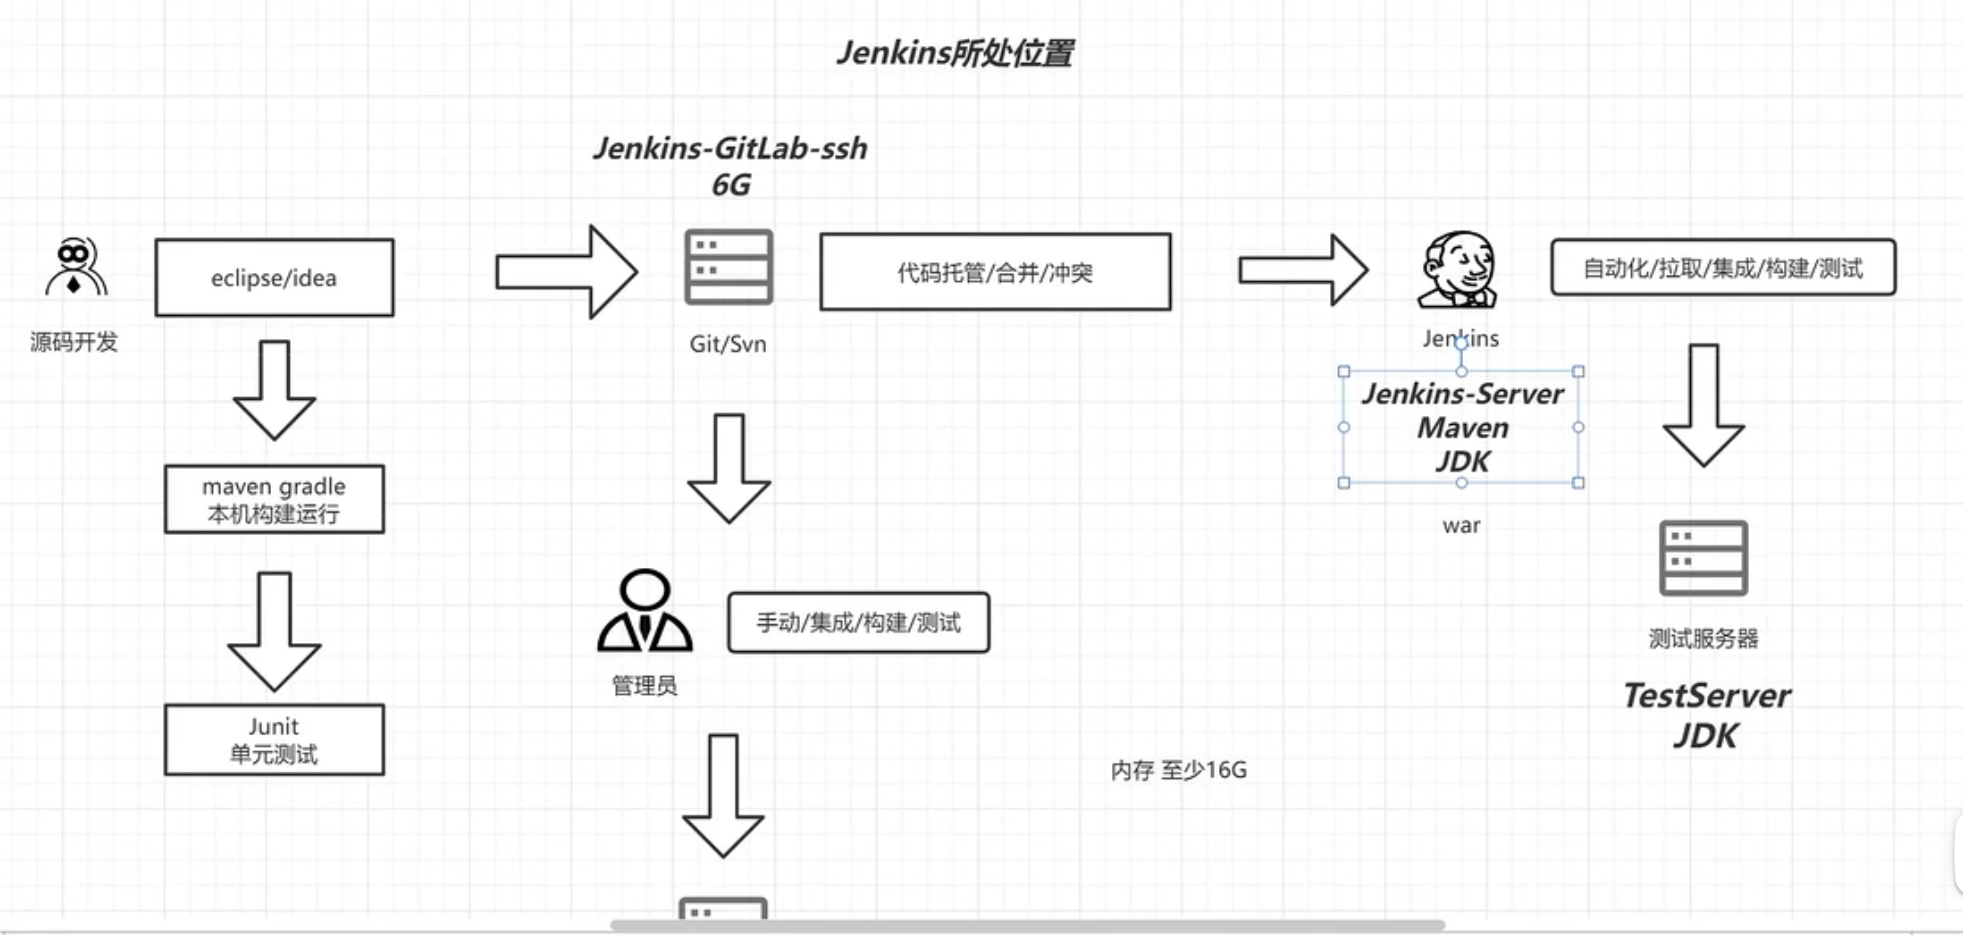 Jenkins所处位置
Jenkins-GitLab-ssh
6G
源码开发
eclipse/idea
Git/Svn
代码托管/合并/冲突
Jenkins
自动化/拉取/集成/构建/测试
Jenkins-Server
Maven
JDK
war
maven gradle
本机构建运行
Junit
单元测试
管理员
手动/集成/构建/测试
测试服务器
TestServer
JDK
内存 至少16G